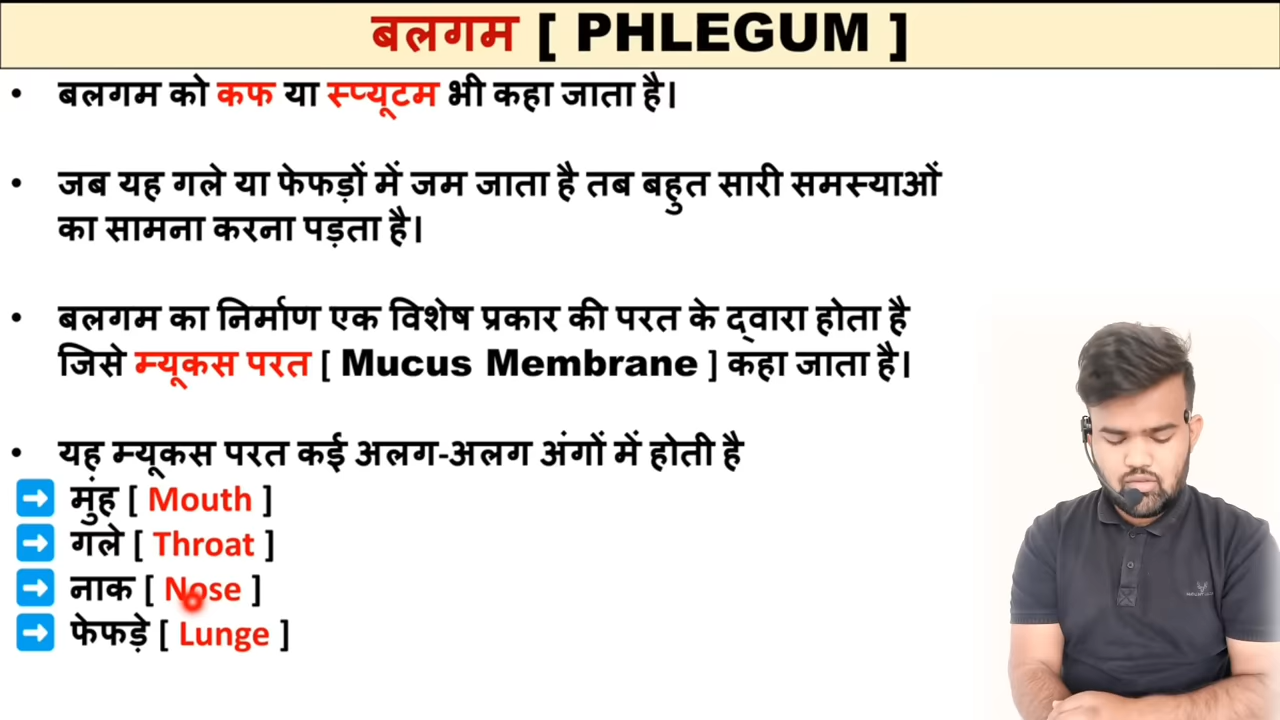 बलगम [ PHLEGUM ]
• बलगम को कफ या स्प्यूटम भी कहा जाता है।
• जब यह गले या फेफड़ों में जम जाता है तब बहुत सारी समस्याओं
का सामना करना पड़ता है।
• बलगम का निर्माण एक विशेष प्रकार की परत के द्वारा होता है
जिसे म्यूकस परत [ Mucus Membrane ] कहा जाता है।
• यह म्यूकस परत कई अलग-अलग अंगों में होती है
➡ मुंह [ Mouth ]
➡ गले [ Throat ]
➡ नाक [ Nose ]
➡ फेफड़े [ Lunge ]